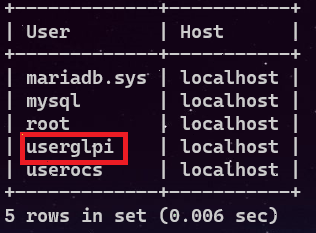 +-------------+-----------+
| User        | Host      |
+-------------+-----------+
| mariadb.sys | localhost |
| mysql       | localhost |
| root        | localhost |
| userglpi    | localhost |
| userocs     | localhost |
+-------------+-----------+
5 rows in set (0.006 sec)